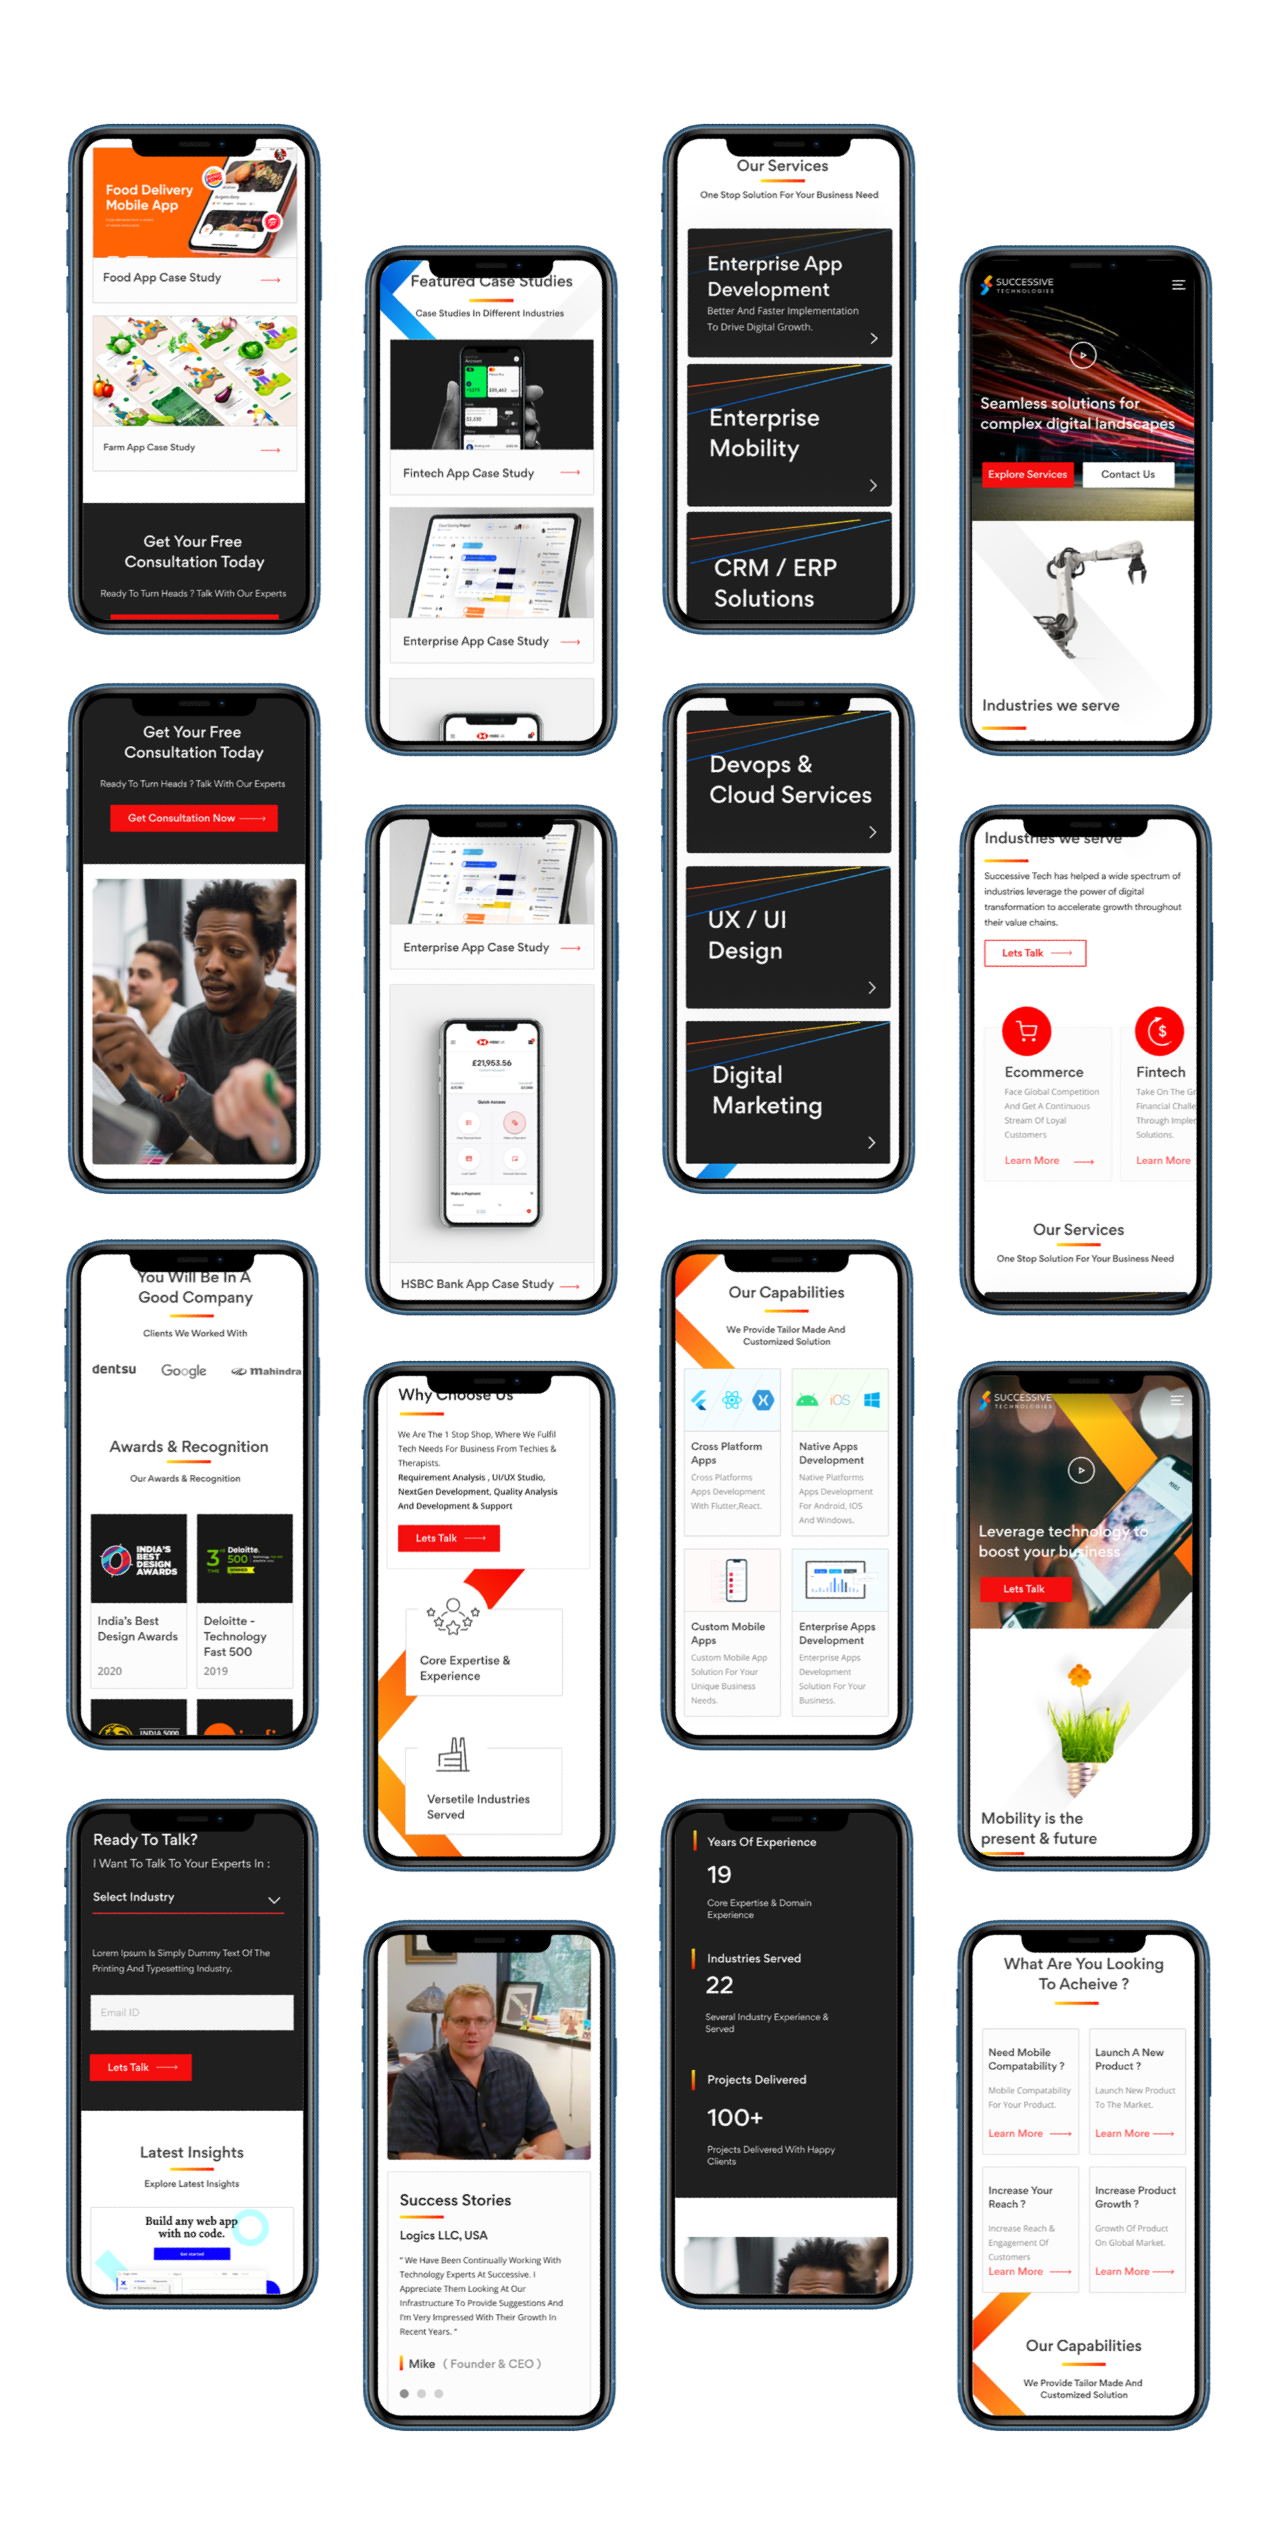 Food Delivery
Mobile App
Food App Case Study
Farm App Case Study
Get Your Free
Consultation Today
Ready To Turn Heads ? Talk With Our Experts
Get Your Free
Consultation Today
Ready To Turn Heads ? Talk With Our Experts
Get Consultation Now
You Will Be In A
Good Company
Clients We Worked With
dentsu
Google
mahindra
Awards & Recognition
Our Awards & Recognition
INDIA'S
BEST
DESIGN
AWARDS
3
TIME
Deloitte.
500
India's Best
Design Awards
2020
Deloitte -
Technology
Fast 500
2019
INDIA 5000
Ready To Talk?
I Want To Talk To Your Experts In :
Select Industry
Lorem Ipsum Is Simply Dummy Text Of The
Printing And Typesetting Industry.
Email ID
Lets Talk
Latest Insights
Explore Latest Insights
Build any web app
with no code.
Get started
Featured Case Studies
Case Studies In Different Industries
Account
Fintech App Case Study
Enterprise App Case Study
Enterprise App Case Study
£21,953.56
Quick Access
Make a Payment
HSBC Bank App Case Study
Why Choose Us
We Are The 1 Stop Shop, Where We Fulfil
Tech Needs For Business From Techies &
Therapists.
Requirement Analysis , UI/UX Studio,
NextGen Development, Quality Analysis
And Development & Support
Lets Talk
Core Expertise &
Experience
Versetile Industries
Served
Success Stories
Logics LLC, USA
" We Have Been Continually Working With
Technology Experts At Successive. I
Appreciate Them Looking At Our
Infrastructure To Provide Suggestions And
I'm Very Impressed With Their Growth In
Recent Years. "
Mike ( Founder & CEO )
Our Services
One Stop Solution For Your Business Need
Enterprise App
Development
Better And Faster Implementation
To Drive Digital Growth.
Enterprise
Mobility
CRM / ERP
Solutions
Devops &
Cloud Services
UX / UI
Design
Digital
Marketing
Our Capabilities
We Provide Tailor Made And
Customized Solution
iOS
Cross Platform
Apps
Cross Platforms
Apps Development
With Flutter,React.
Native Apps
Development
Native Platforms
Apps Development
For Android, IOS
And Windows.
Custom Mobile
Apps
Custom Mobile App
Solution For Your
Unique Business
Needs.
Enterprise Apps
Development
Enterprise Apps
Development
Solution For Your
Business.
Years Of Experience
19
Core Expertise & Domain
Experience
Industries Served
22
Several Industry Experience &
Served
Projects Delivered
100+
Projects Delivered With Happy
Clients
SUCCESSIVE
TECHNOLOGIES
Seamless solutions for
complex digital landscapes
Explore Services
Contact Us
Industries we serve
Industries we serve
Successive Tech has helped a wide spectrum of
industries leverage the power of digital
transformation to accelerate growth throughout
their value chains.
Lets Talk
Ecommerce
Face Global Competition
And Get A Continuous
Stream Of Loyal
Customers
Learn More
Fintech
Take On The Gr
Financial Challe
Through Implem
Solutions.
Learn More
Our Services
One Stop Solution For Your Business Need
SUCCESSIVE
TECHNOLOGIES
Leverage technology to
boost your business
Lets Talk
Mobility is the
present & future
What Are You Looking
To Acheive ?
Need Mobile
Compatability ?
Mobile Compatability
For Your Product.
Learn More
Launch A New
Product ?
Launch New Product
To The Market.
Learn More
Increase Your
Reach ?
Increase Reach &
Engagement Of
Customers
Learn More
Increase Product
Growth ?
Growth Of Product
On Global Market.
Learn More
Our Capabilities
We Provide Tailor Made And
Customized Solution